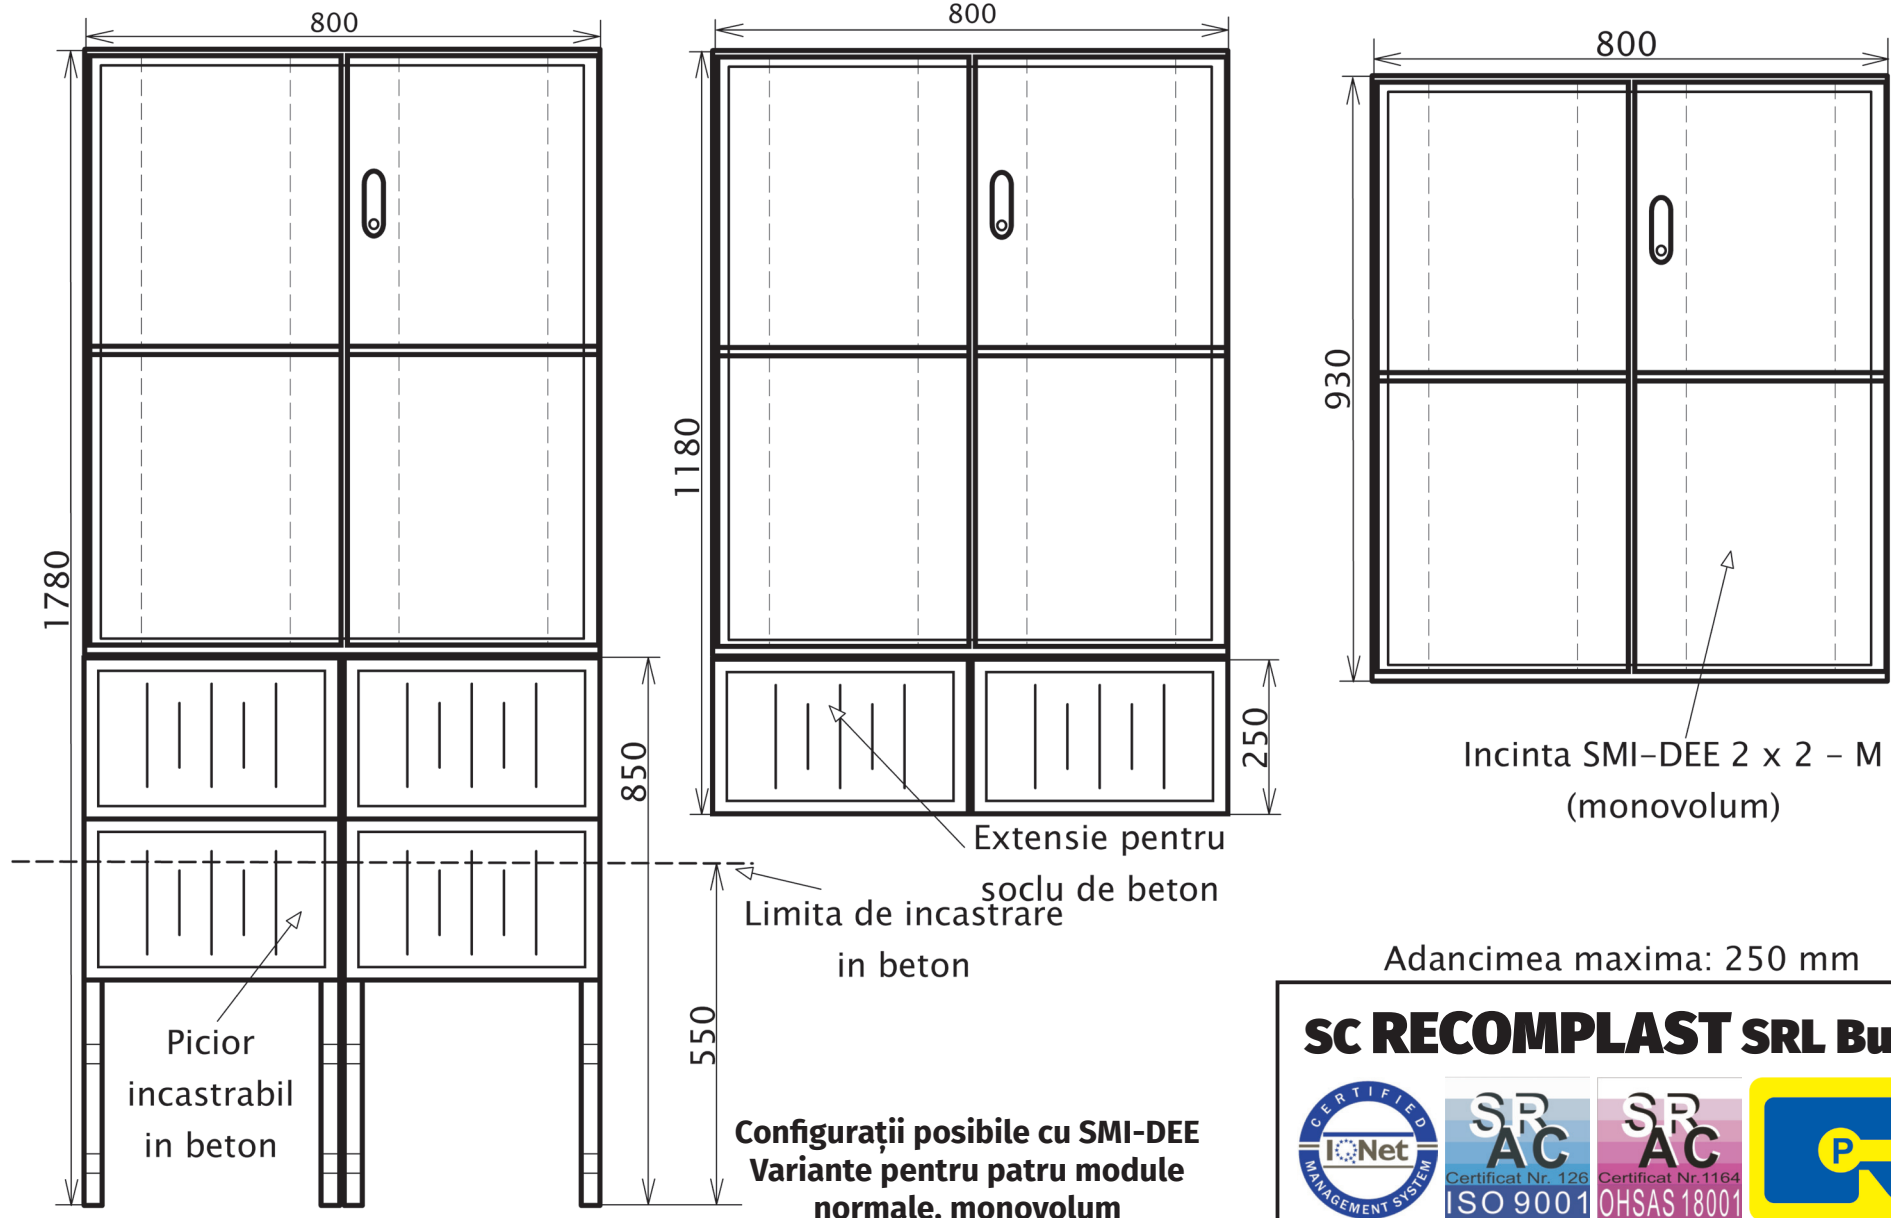 800
800
800
1780
1180
930
850
250
550
Incinta SMI-DEE 2 x 2 - M
(monovolum)
Extensie pentru
soclu de beton
Limita de incastrare
in beton
Picior
incastrabil
in beton
Adancimea maxima: 250 mm
Configurații posibile cu SMI-DEE
Variante pentru patru module
normale, monovolum
SC RECOMPLAST SRL Bu
CERTIFIED
IQNet
MANAGEMENT SYSTEM
SR
AC
Certificat Nr. 126
ISO 9001
SR
AC
Certificat Nr.1164
OHSAS 18001
P